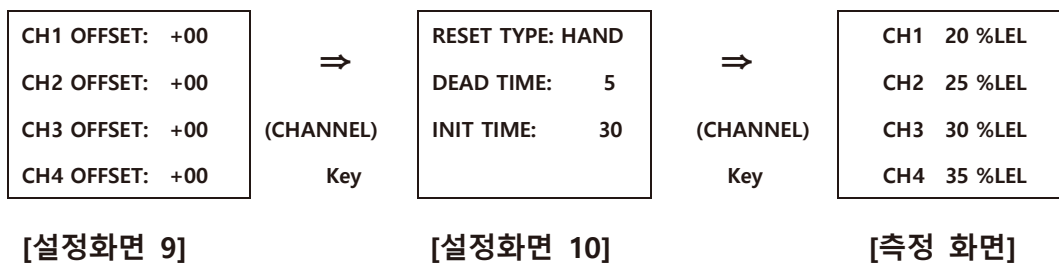 CH1 OFFSET: +00
CH2 OFFSET: +00
CH3 OFFSET: +00
CH4 OFFSET: +00
⇒
(CHANNEL)
Key
RESET TYPE: HAND
DEAD TIME: 5
INIT TIME: 30
⇒
(CHANNEL)
Key
CH1 20 %LEL
CH2 25 %LEL
CH3 30 %LEL
CH4 35 %LEL
[설정화면 9]
[설정화면 10]
[측정 화면]